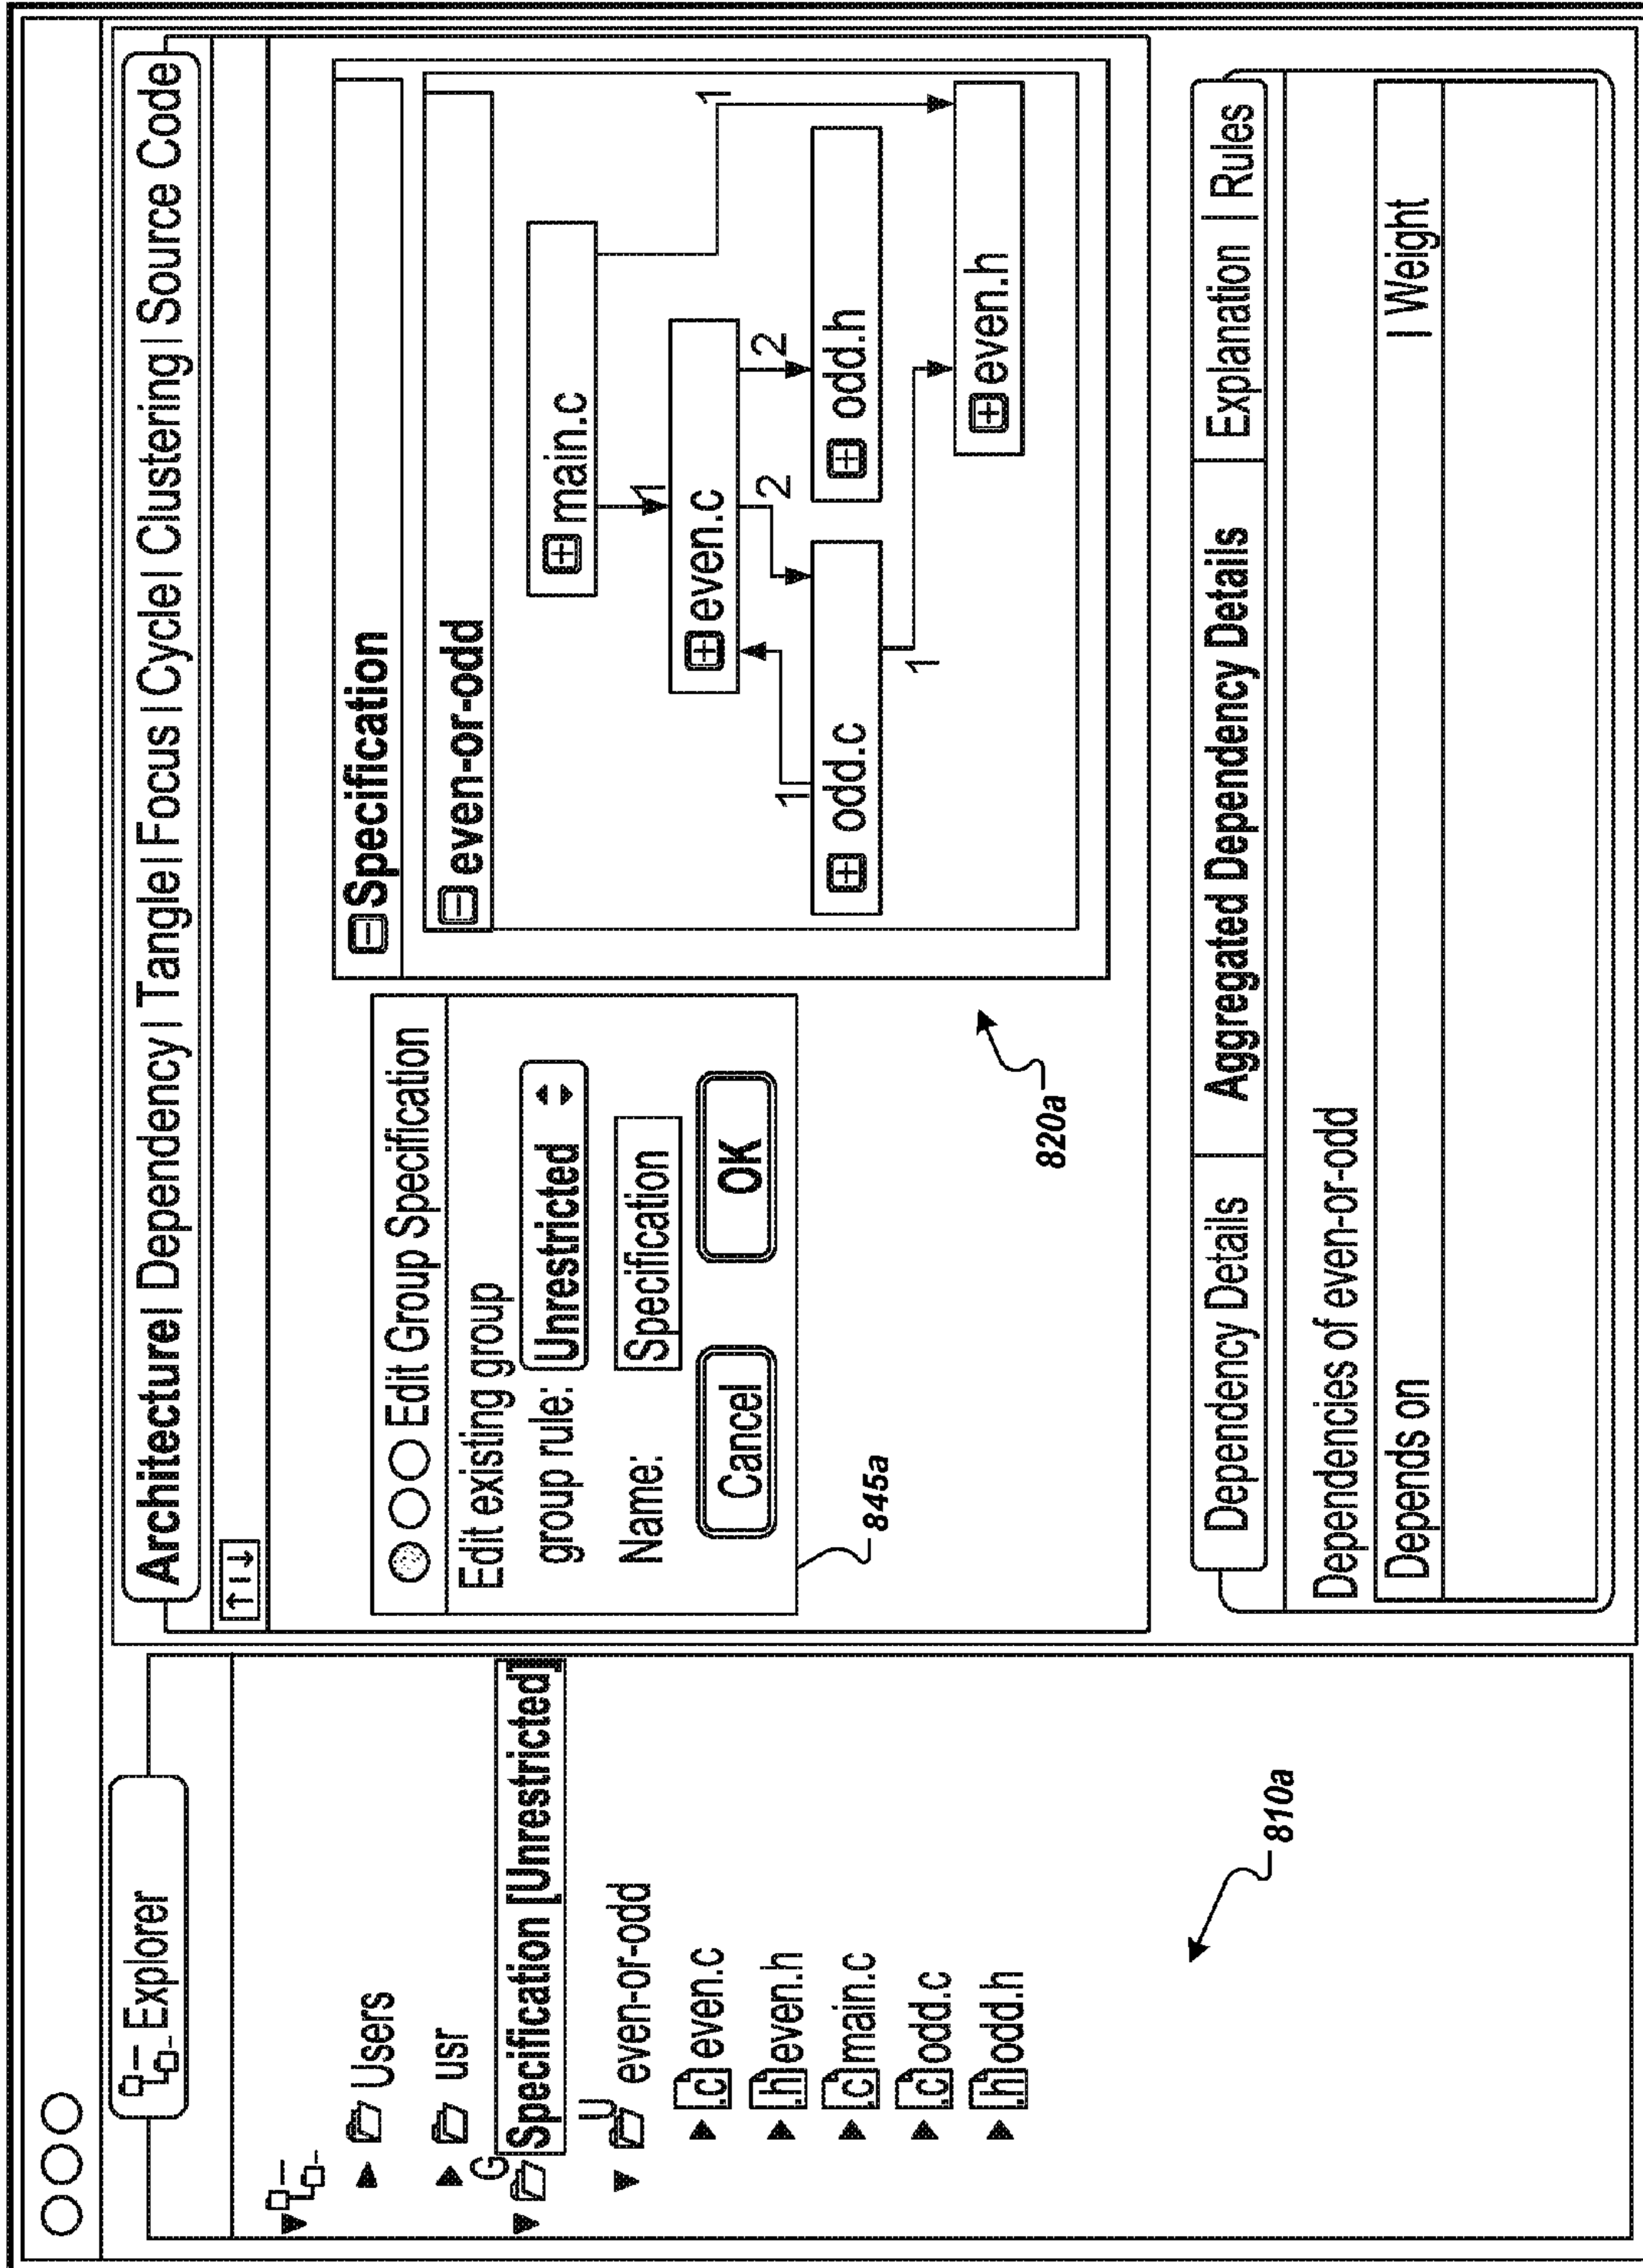 Explorer
Users
usr
G
Specification [Unrestricted]
U
even-or-odd
.c even.c
.h even.h
.c main.c
.c odd.c
.h odd.h
810a
Architecture| Dependency| Tangle| Focus | Cycle| Clustering| Source Code
Edit Group Specification
Edit existing group
group rule: Unrestricted
Name: Specification
Cancel OK
845a
Specification
even-or-odd
main.c
1
1
even.c
2
2
1
odd.c
odd.h
1
even.h
820a
Dependency Details Aggregated Dependency Details Explanation | Rules
Dependencies of even-or-odd
Depends on | Weight